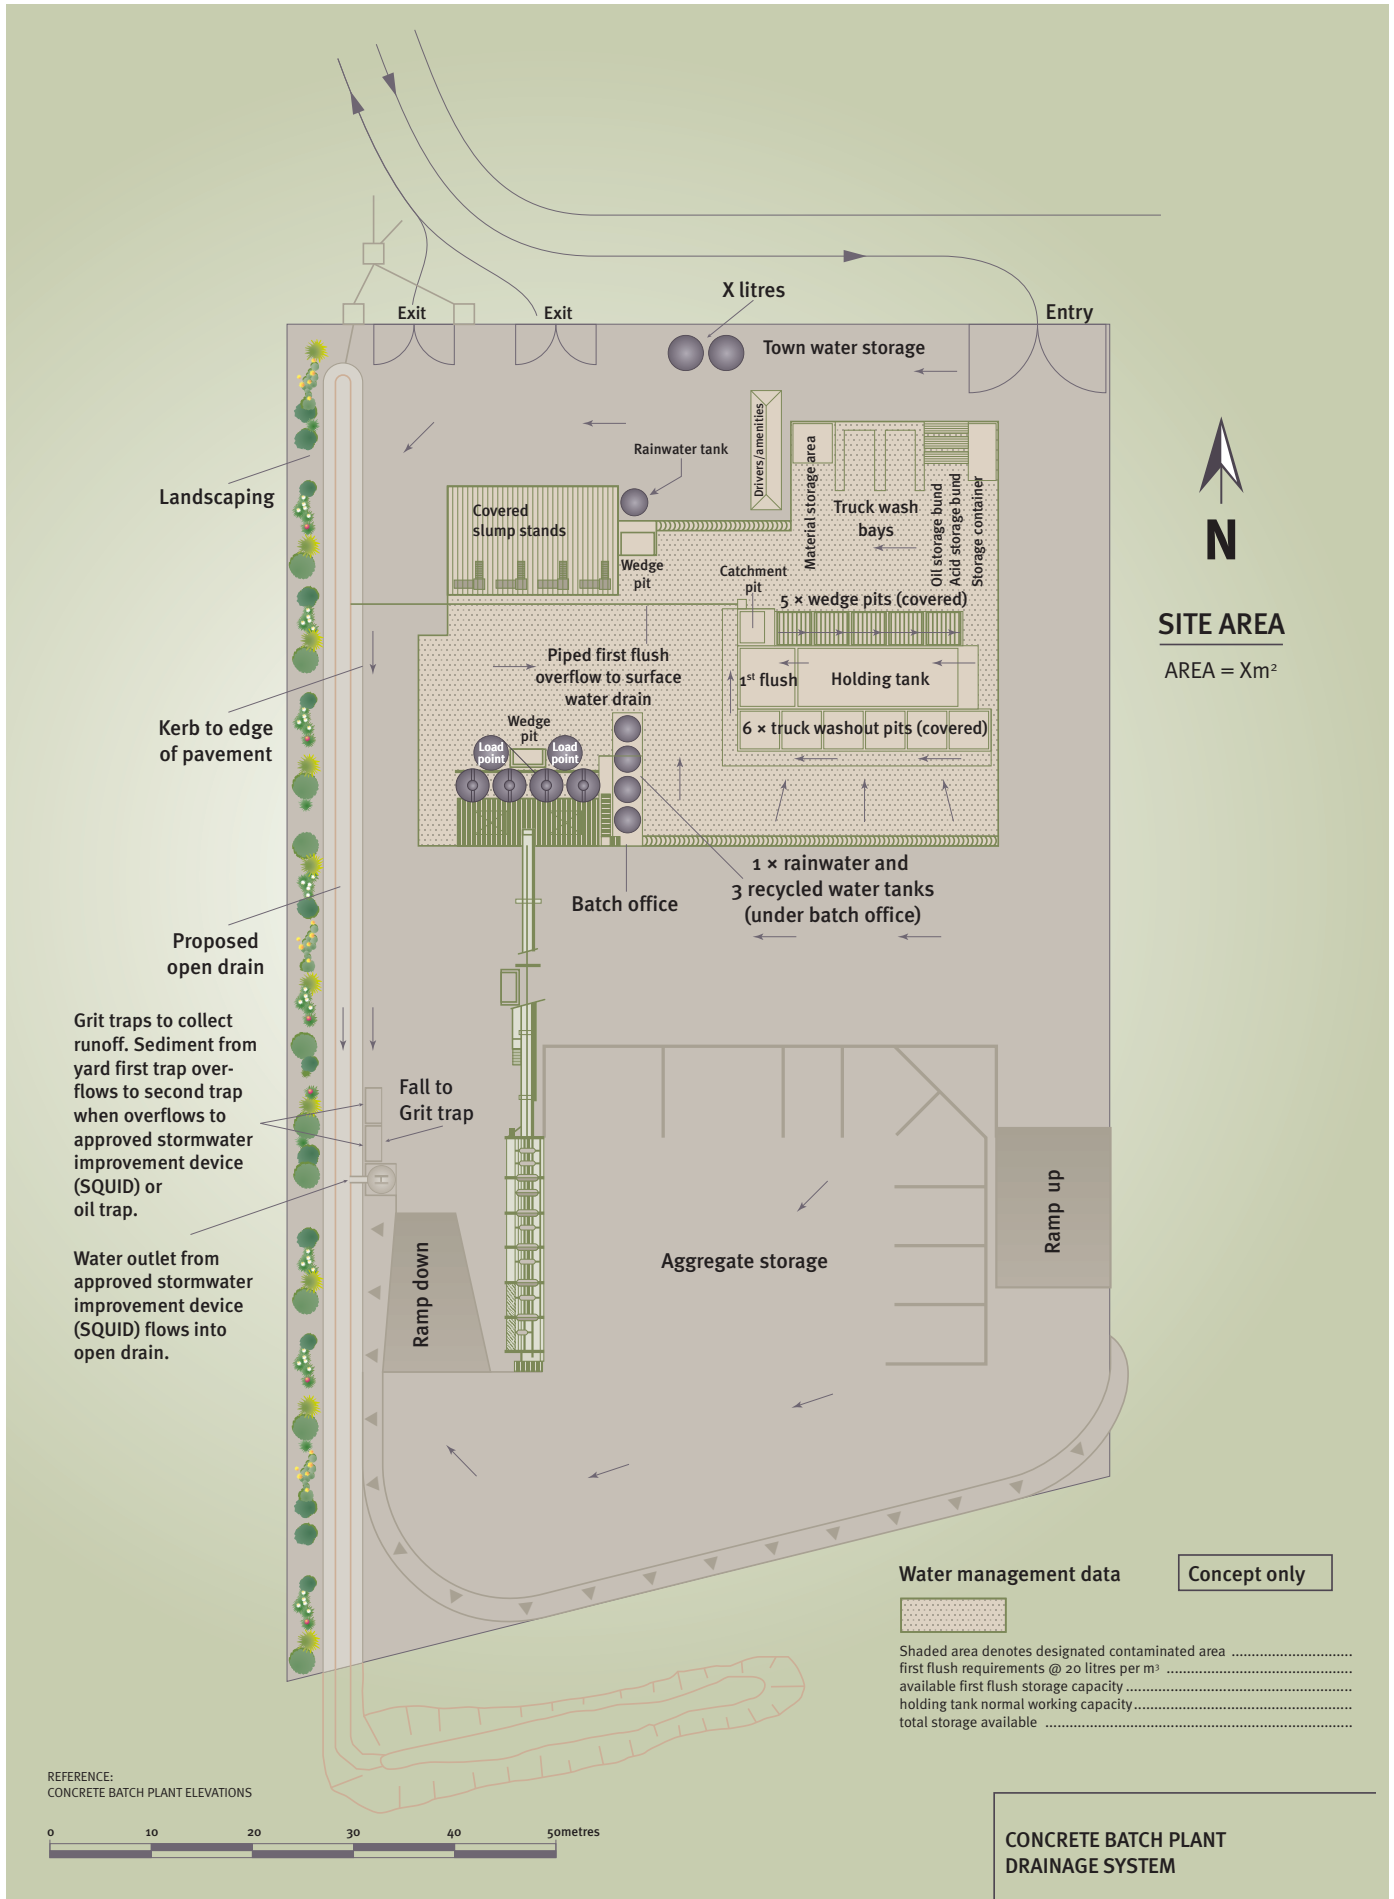 X litres
Exit
Exit
Entry
Town water storage
Drivers/amenities
Rainwater tank
Material storage area
Landscaping
Covered
slump stands
Truck wash
bays
Oil storage bund
Acid storage bund
Storage container
N
Wedge
pit
Catchment
pit
5 × wedge pits (covered)
SITE AREA
AREA = Xm²
Piped first flush
overflow to surface
water drain
1st flush
Holding tank
Kerb to edge
of pavement
Wedge
pit
6 × truck washout pits (covered)
Load
point
Load
point
1 × rainwater and
3 recycled water tanks
(under batch office)
Batch office
Proposed
open drain
Grit traps to collect
runoff. Sediment from
yard first trap over-
flows to second trap
when overflows to
approved stormwater
improvement device
(SQUID) or
oil trap.
Fall to
Grit trap
Ramp up
Ramp down
Aggregate storage
Water outlet from
approved stormwater
improvement device
(SQUID) flows into
open drain.
Water management data
Concept only
Shaded area denotes designated contaminated area ..............................
first flush requirements @ 20 litres per m³ ..............................................
available first flush storage capacity ........................................................
holding tank normal working capacity ......................................................
total storage available ............................................................................
REFERENCE:
CONCRETE BATCH PLANT ELEVATIONS
0 10 20 30 40 50metres
CONCRETE BATCH PLANT
DRAINAGE SYSTEM